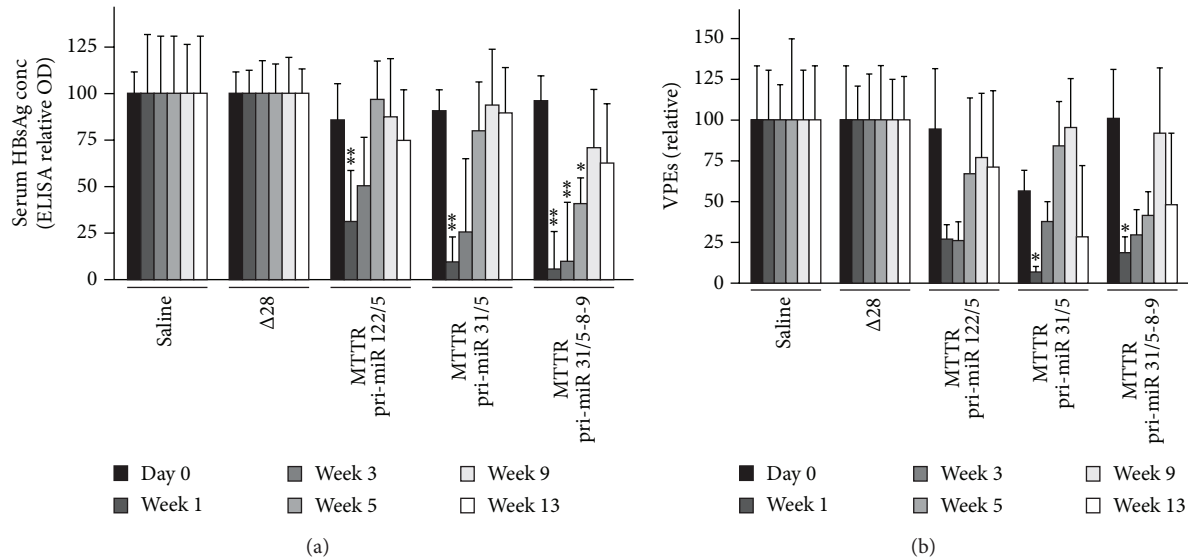 Serum HBsAg conc
(ELISA relative OD)
125
100
75
50
25
0
**
**
**
**
*
Saline
Δ28
MTTR
pri-miR 122/5
MTTR
pri-miR 31/5
MTTR
pri-miR 31/5-8-9
Day 0
Week 1
Week 3
Week 5
Week 9
Week 13
(a)
VPEs (relative)
150
125
100
75
50
25
0
*
*
Saline
Δ28
MTTR
pri-miR 122/5
MTTR
pri-miR 31/5
MTTR
pri-miR 31/5-8-9
Day 0
Week 1
Week 3
Week 5
Week 9
Week 13
(b)